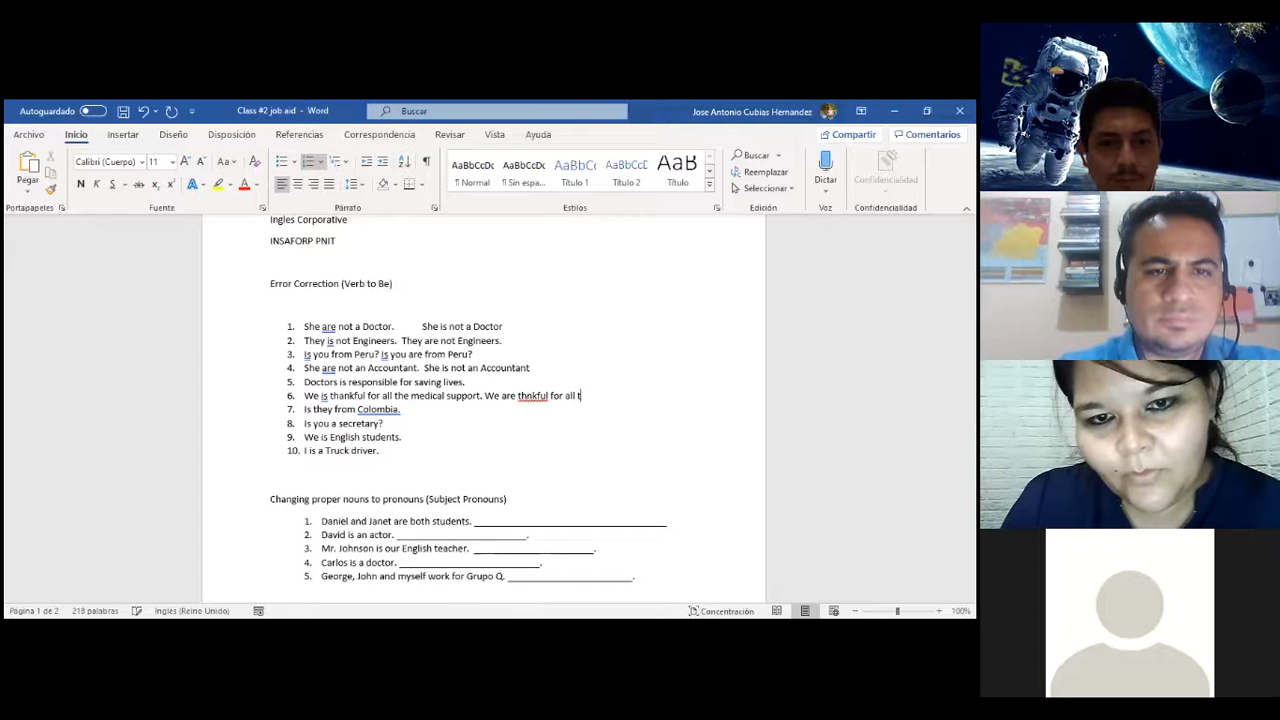 Autoguardado
Class #2 job aid - Word
Buscar
Jose Antonio Cubias Hernandez
Archivo Inicio Insertar Diseño Disposición Referencias Correspondencia Revisar Vista Ayuda
Compartir Comentarios
Pegar
Calibri (Cuerpo) 11
N K S
AaBbCcDc AaBbCcDc AaBbCc AaBbCcD AaB
¶ Normal ¶ Sin espa... Título 1 Título 2 Título
Buscar
Reemplazar
Seleccionar
Dictar
Confidencialidad
Portapapeles Fuente Párrafo Estilos Edición Voz Confidencialidad
Ingles Corporative
INSAFORP PNIT
Error Correction (Verb to Be)
1. She are not a Doctor. She is not a Doctor
2. They is not Engineers. They are not Engineers.
3. Is you from Peru? Is you are from Peru?
4. She are not an Accountant. She is not an Accountant
5. Doctors is responsible for saving lives.
6. We is thankful for all the medical support. We are thnkful for all t
7. Is they from Colombia.
8. Is you a secretary?
9. We is English students.
10. I is a Truck driver.
Changing proper nouns to pronouns (Subject Pronouns)
1. Daniel and Janet are both students. ____________________
2. David is an actor. ____________________.
3. Mr. Johnson is our English teacher. ____________________.
4. Carlos is a doctor. ____________________.
5. George, John and myself work for Grupo Q. ____________________.
Página 1 de 2 218 palabras Inglés (Reino Unido) Concentración 100%